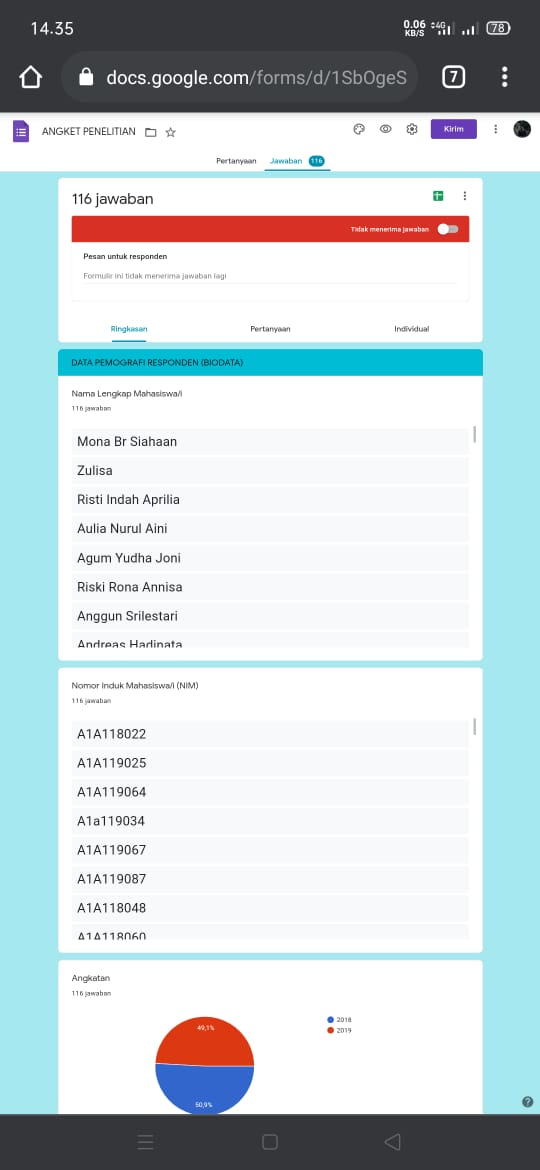 14.35
0.06 KB/S
4G
78
docs.google.com/forms/d/1SbOgeS
7
ANGKET PENELITIAN
Kirim
Pertanyaan Jawaban 116
116 jawaban
Tidak menerima jawaban
Pesan untuk responden
Formulir ini tidak menerima jawaban lagi
Ringkasan Pertanyaan Individual
DATA PEMOGRAFI RESPONDEN (BIODATA)
Nama Lengkap Mahasiswa/i
116 jawaban
Mona Br Siahaan
Zulisa
Risti Indah Aprilia
Aulia Nurul Aini
Agum Yudha Joni
Riski Rona Annisa
Anggun Srilestari
Andreas Hadinata
Nomor Induk Mahasiswa/i (NIM)
116 jawaban
A1A118022
A1A119025
A1A119064
A1a119034
A1A119067
A1A119087
A1A118048
A1A118060
Angkatan
116 jawaban
2018
2019
49,1%
50,9%